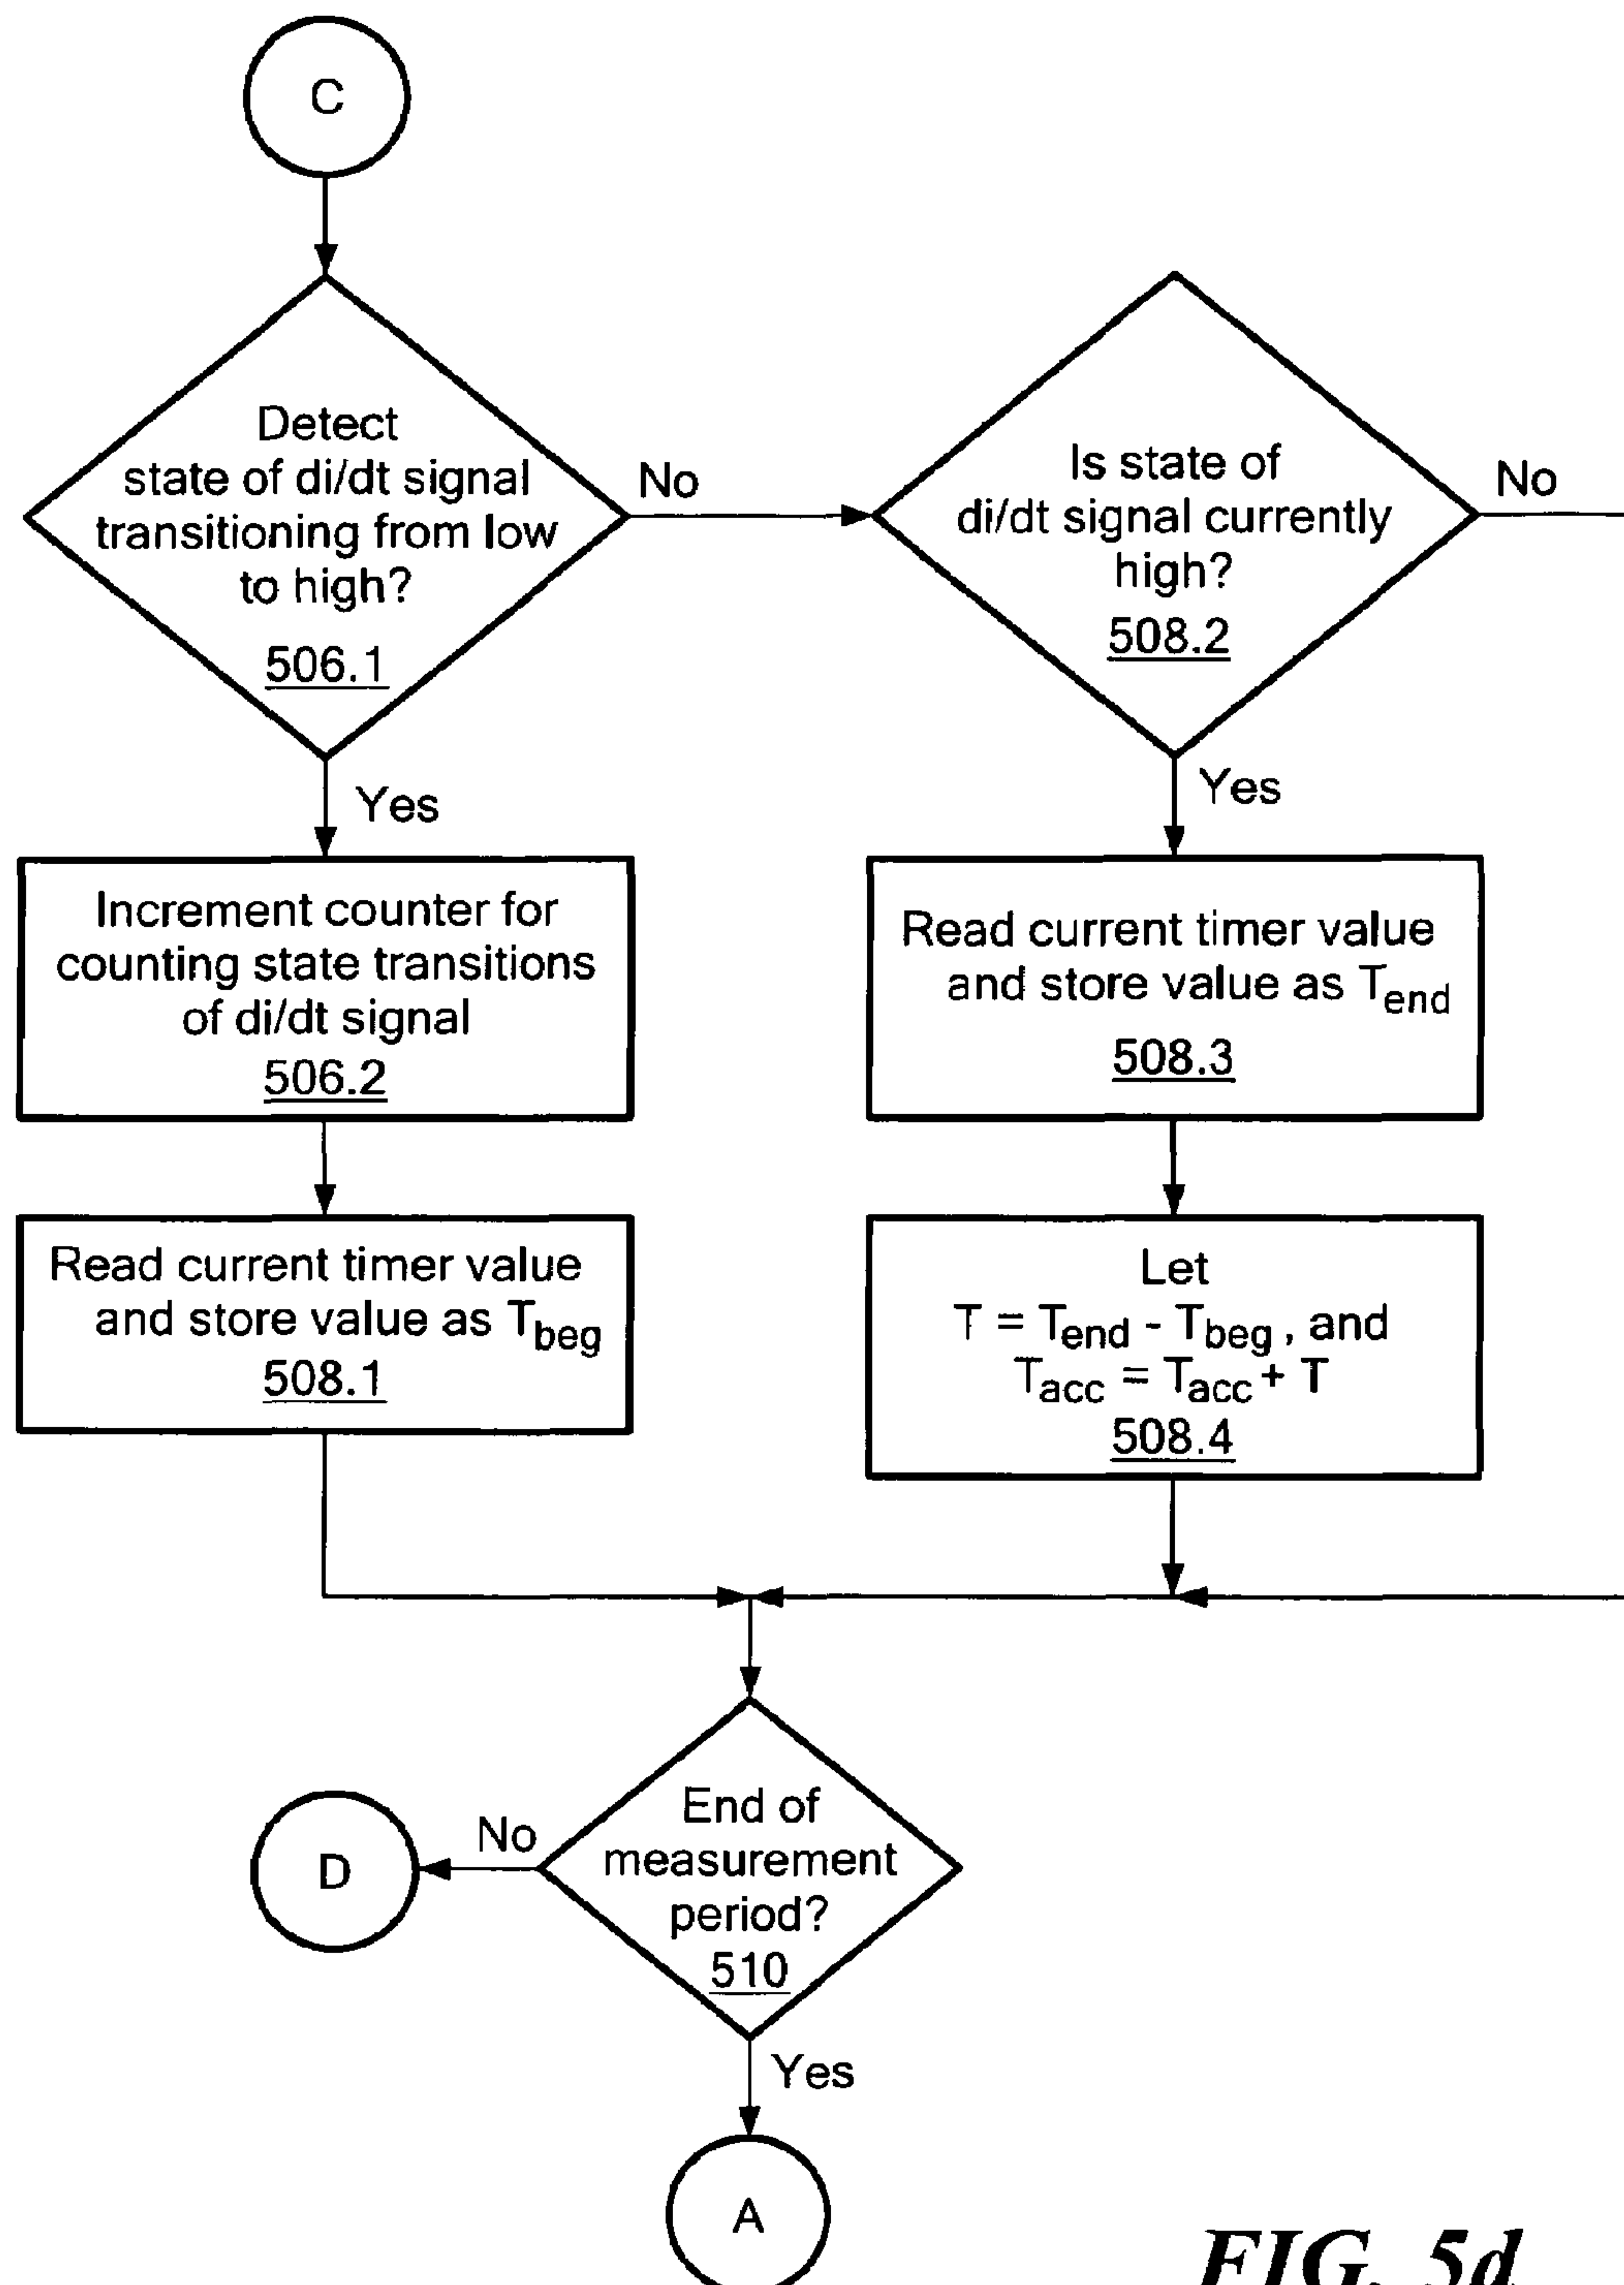 C
Detect
state of di/dt signal
transitioning from low
to high?
506.1
No
Is state of
di/dt signal currently
high?
508.2
No
Yes
Yes
Increment counter for
counting state transitions
of di/dt signal
506.2
Read current timer value
and store value as Tend
508.3
Read current timer value
and store value as Tbeg
508.1
Let
T = Tend - Tbeg , and
Tacc = Tacc + T
508.4
End of
measurement
period?
510
No
D
Yes
A
FIG. 5d